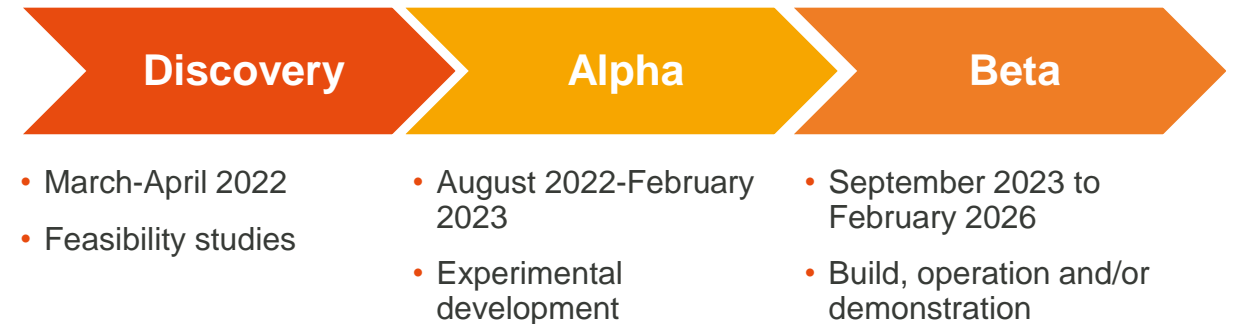 Discovery
Alpha
Beta
• March-April 2022
• Feasibility studies
• August 2022-February
2023
• Experimental
development
• September 2023 to
February 2026
• Build, operation and/or
demonstration